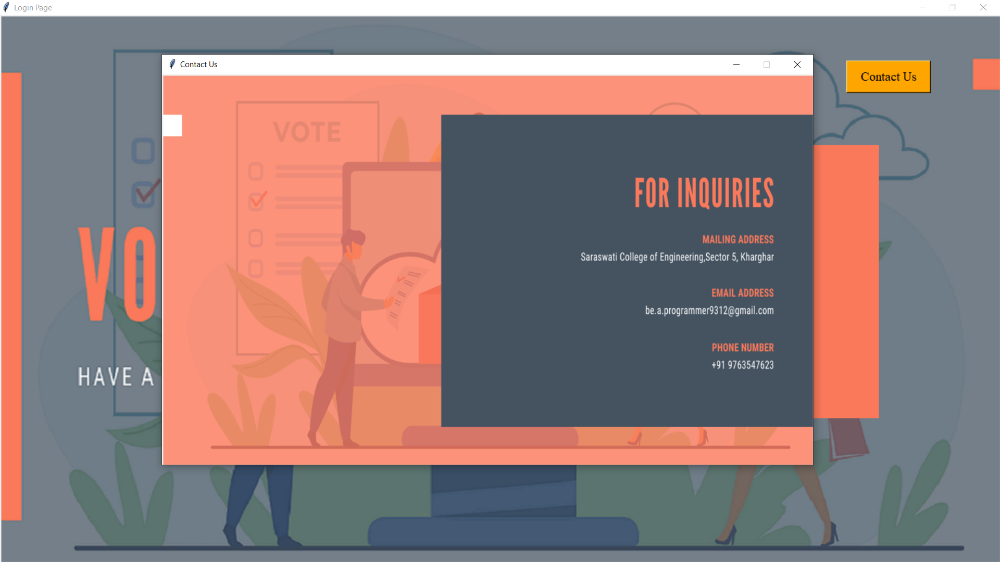 Login Page
Contact Us
Contact Us
VOTE
FOR INQUIRIES
MAILING ADDRESS
Saraswati College of Engineering,Sector 5, Kharghar
EMAIL ADDRESS
be.a.programmer9312@gmail.com
PHONE NUMBER
+91 9763547623
VO
HAVE A